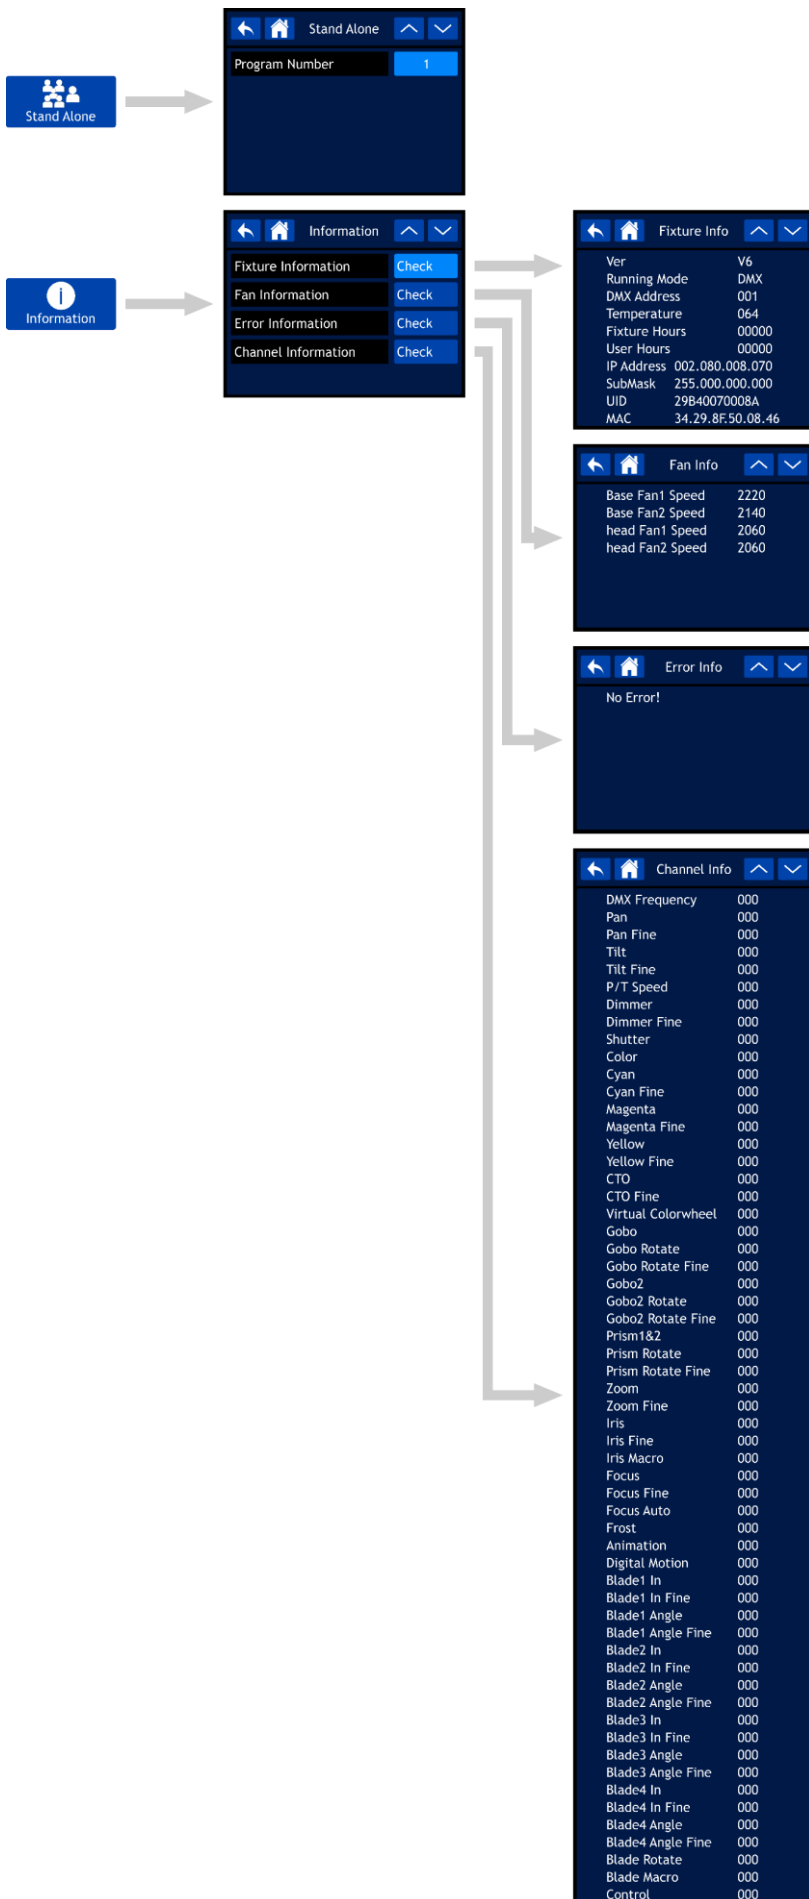 Stand Alone
Stand Alone
Program Number 1
Information
Information
Fixture Information Check
Fan Information Check
Error Information Check
Channel Information Check
Fixture Info
Ver V6
Running Mode DMX
DMX Address 001
Temperature 064
Fixture Hours 00000
User Hours 00000
IP Address 002.080.008.070
SubMask 255.000.000.000
UID 29B40070008A
MAC 34.29.8F.50.08.46
Fan Info
Base Fan1 Speed 2220
Base Fan2 Speed 2140
head Fan1 Speed 2060
head Fan2 Speed 2060
Error Info
No Error!
Channel Info
DMX Frequency 000
Pan 000
Pan Fine 000
Tilt 000
Tilt Fine 000
P/T Speed 000
Dimmer 000
Dimmer Fine 000
Shutter 000
Color 000
Cyan 000
Cyan Fine 000
Magenta 000
Magenta Fine 000
Yellow 000
Yellow Fine 000
CTO 000
CTO Fine 000
Virtual Colorwheel 000
Gobo 000
Gobo Rotate 000
Gobo Rotate Fine 000
Gobo2 000
Gobo2 Rotate 000
Gobo2 Rotate Fine 000
Prism1&2 000
Prism Rotate 000
Prism Rotate Fine 000
Zoom 000
Zoom Fine 000
Iris 000
Iris Fine 000
Iris Macro 000
Focus 000
Focus Fine 000
Focus Auto 000
Frost 000
Animation 000
Digital Motion 000
Blade1 In 000
Blade1 In Fine 000
Blade1 Angle 000
Blade1 Angle Fine 000
Blade2 In 000
Blade2 In Fine 000
Blade2 Angle 000
Blade2 Angle Fine 000
Blade3 In 000
Blade3 In Fine 000
Blade3 Angle 000
Blade3 Angle Fine 000
Blade4 In 000
Blade4 In Fine 000
Blade4 Angle 000
Blade4 Angle Fine 000
Blade Rotate 000
Blade Macro 000
Control 000